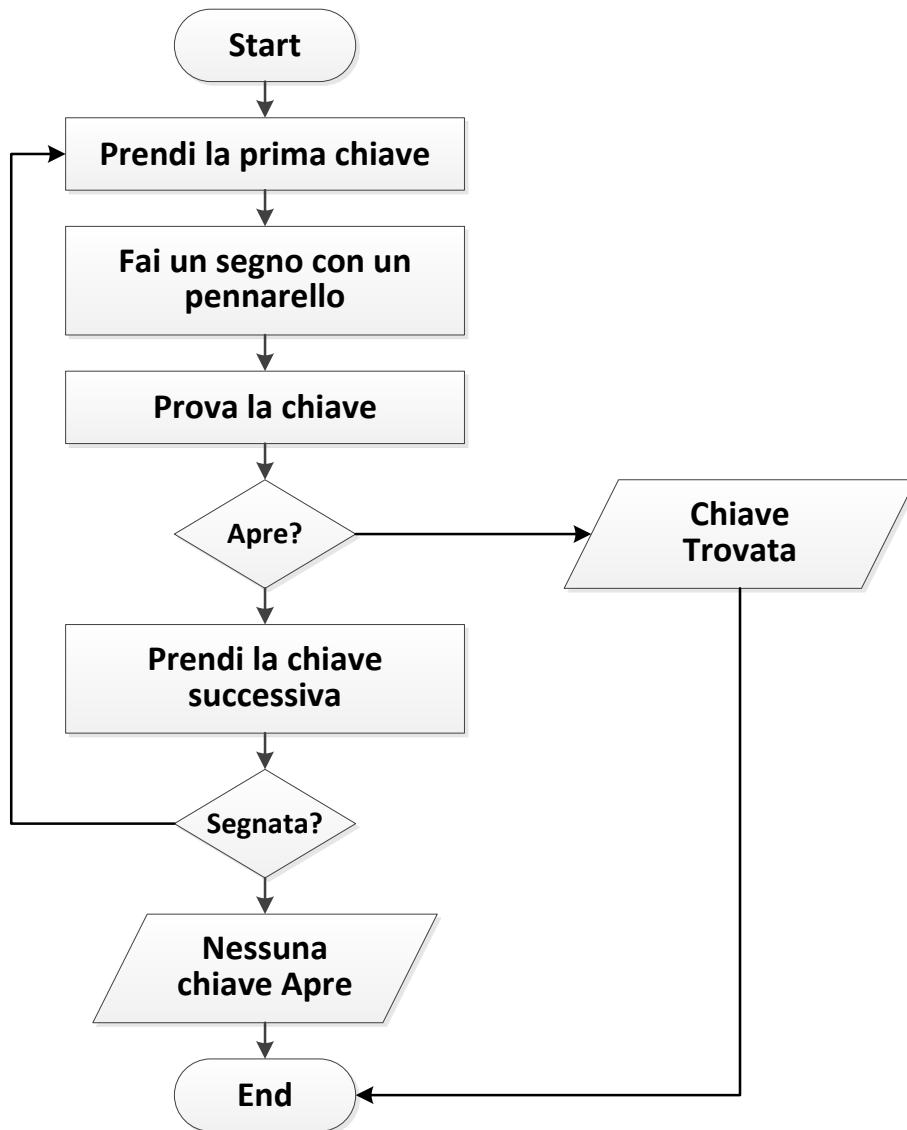 Start
Prendi la prima chiave
Fai un segno con un
pennarello
Prova la chiave
Apre?
Chiave
Trovata
Prendi la chiave
successiva
Segnata?
Nessuna
chiave Apre
End